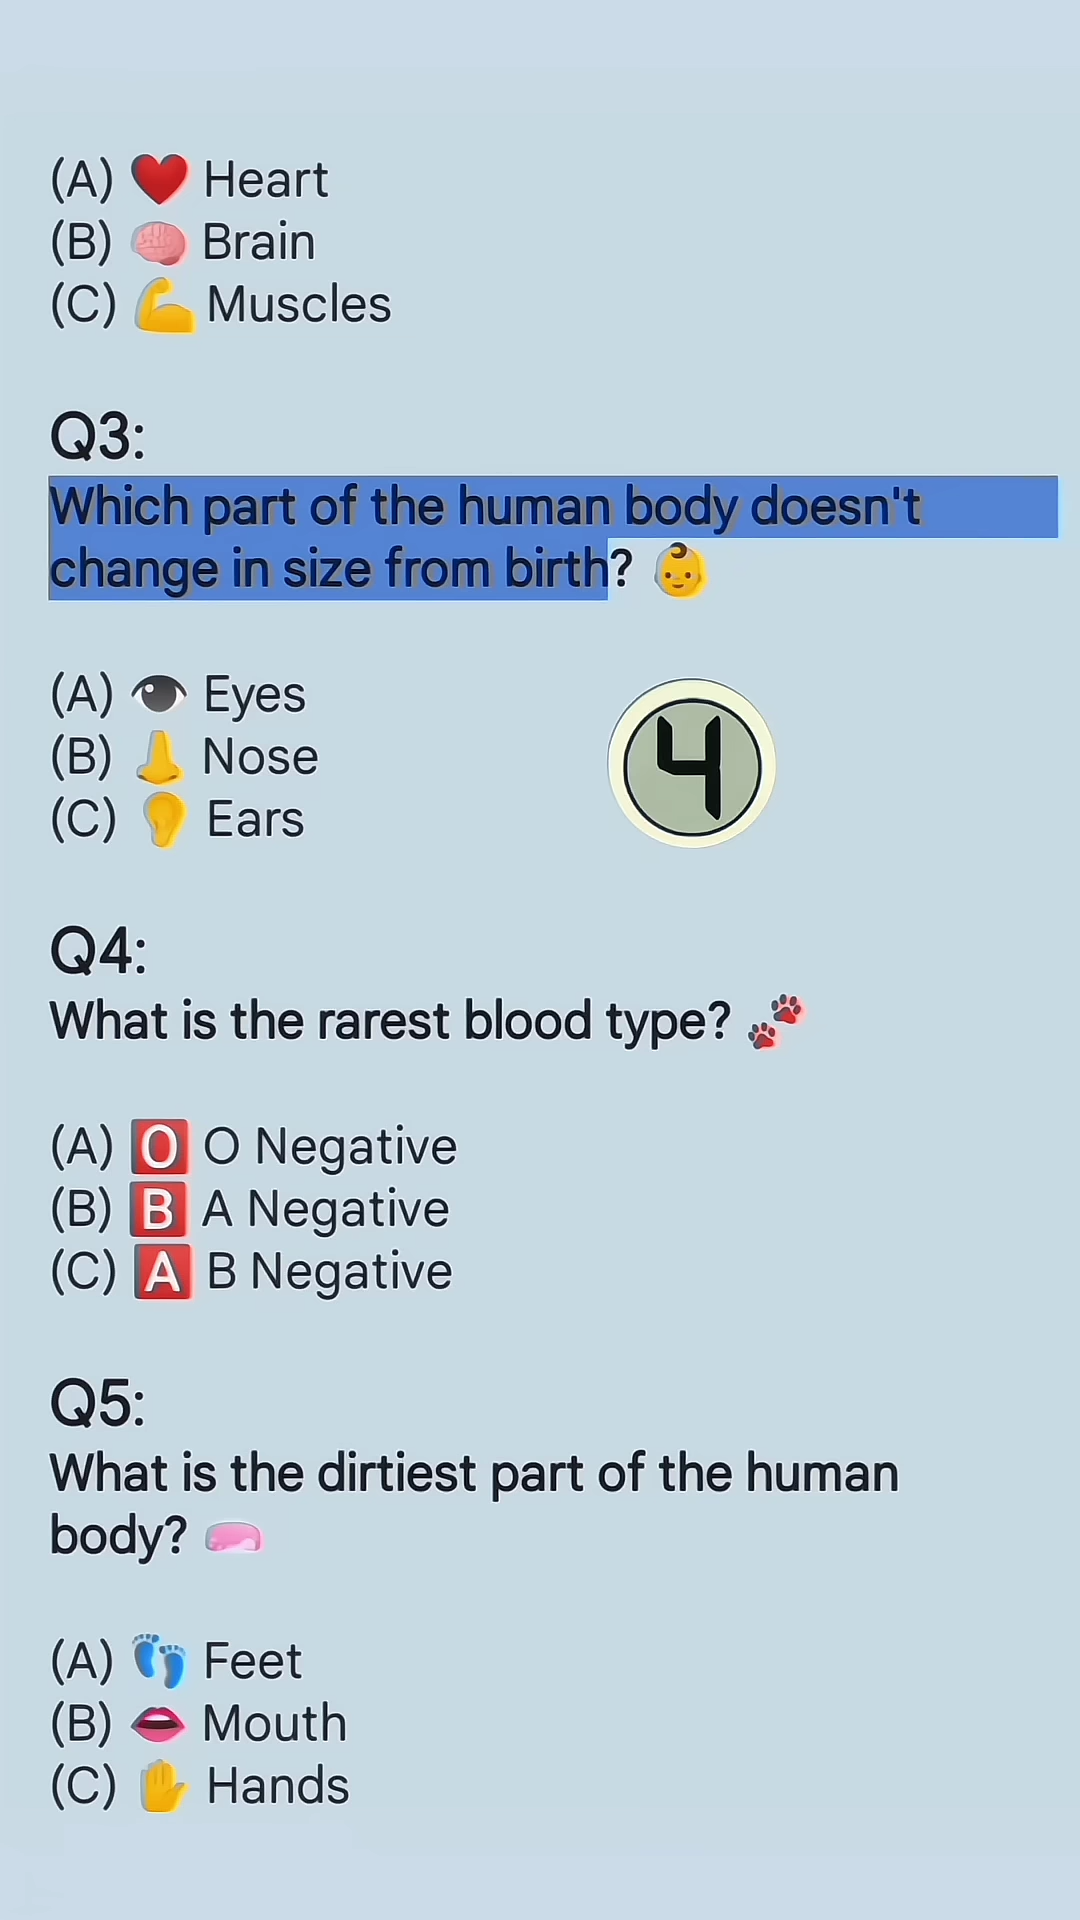 (A) ❤️ Heart
(B) 🧠 Brain
(C) 💪 Muscles
Q3:
Which part of the human body doesn't
change in size from birth? 👶
(A) 👁️ Eyes
(B) 👃 Nose
(C) 👂 Ears
4
Q4:
What is the rarest blood type? 🐾
(A) 🅾️ O Negative
(B) 🅱️ A Negative
(C) 🅰️ B Negative
Q5:
What is the dirtiest part of the human
body? 🧼
(A) 👣 Feet
(B) 👄 Mouth
(C) ✋ Hands